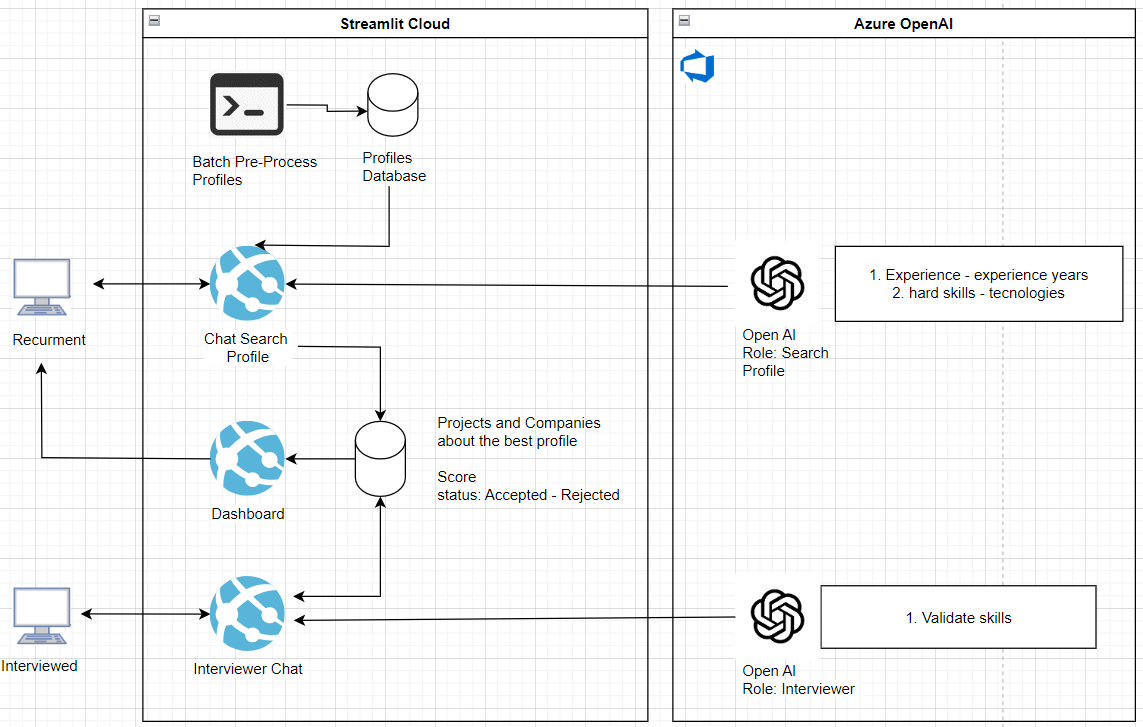 Streamlit Cloud
Azure OpenAI
Batch Pre-Process
Profiles
Profiles
Database
Recurment
Chat Search
Profile
1. Experience - experience years
2. hard skills - tecnologies
Open AI
Role: Search
Profile
Projects and Companies
about the best profile
Score
status: Accepted - Rejected
Dashboard
Interviewed
Interviewer Chat
1. Validate skills
Open AI
Role: Interviewer